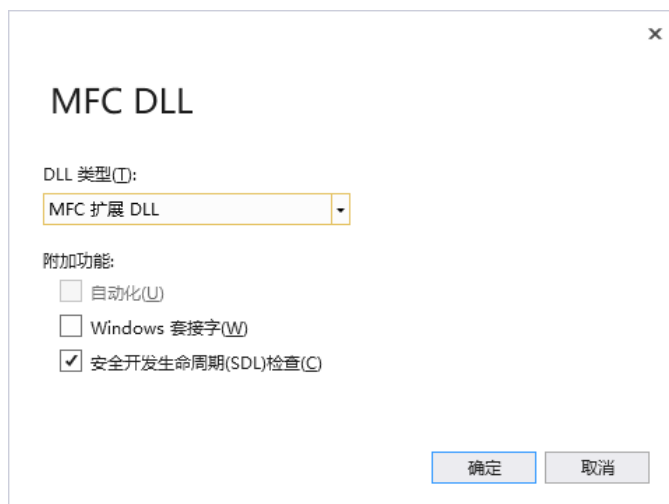 MFC DLL
DLL 类型(T):
MFC 扩展 DLL
附加功能:
自动化(U)
Windows 套接字(W)
安全开发生命周期(SDL)检查(C)
确定 取消